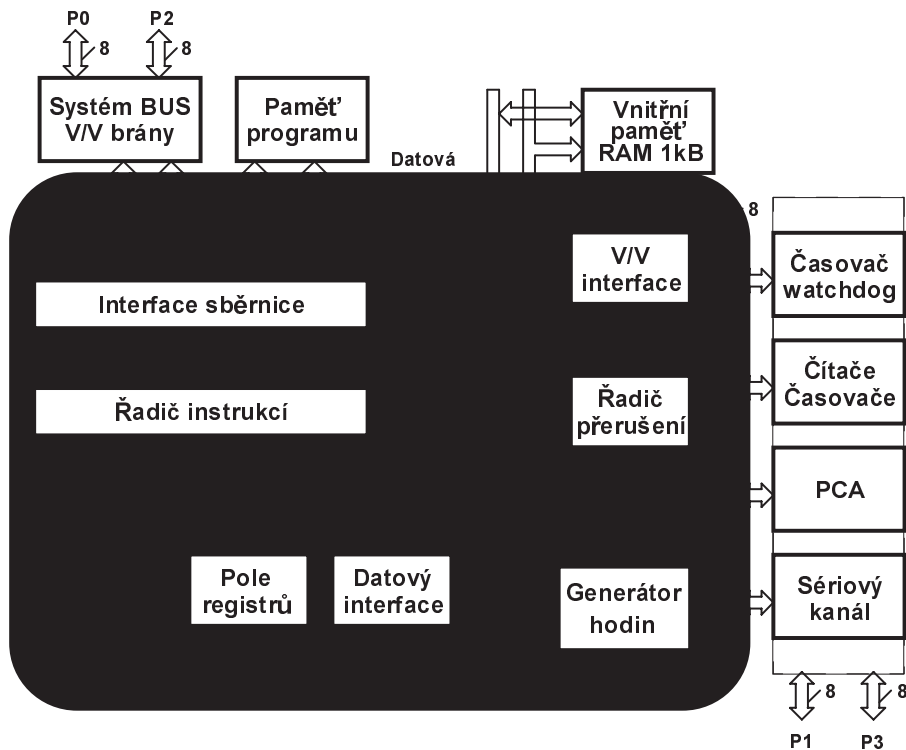 P0 P2
8 8
Systém BUS
V/V brány
Paměť
programu
Datová
Vnitřní
paměť
RAM 1kB
8
V/V
interface
Časovač
watchdog
Interface sběrnice
Čítače
Časovače
Řadič instrukcí
Řadič
přerušení
PCA
Pole
registrů
Datový
interface
Generátor
hodin
Sériový
kanál
8 8
P1 P3